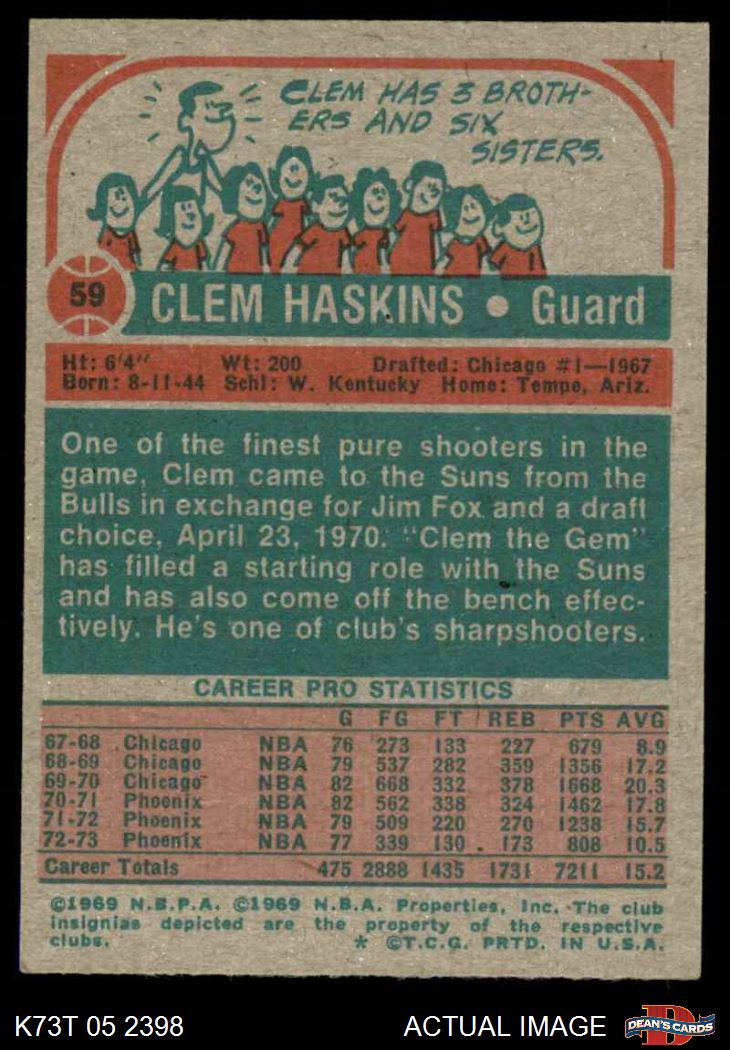 CLEM HAS 3 BROTH-
ERS AND SIX
SISTERS.
59 CLEM HASKINS • Guard
Ht: 6'4" Wt: 200 Drafted: Chicago #1—1967
Born: 8-11-44 Schl: W. Kentucky Home: Tempe, Ariz.
One of the finest pure shooters in the
game, Clem came to the Suns from the
Bulls in exchange for Jim Fox and a draft
choice, April 23, 1970. "Clem the Gem"
has filled a starting role with the Suns
and has also come off the bench effec-
tively. He's one of club's sharpshooters.
CAREER PRO STATISTICS
G FG FT REB PTS AVG
67-68 Chicago NBA 76 273 133 227 679 8.9
68-69 Chicago NBA 79 537 282 359 1356 17.2
69-70 Chicago NBA 82 668 332 378 1668 20.3
70-71 Phoenix NBA 82 562 338 324 1462 17.8
71-72 Phoenix NBA 79 509 220 270 1238 15.7
72-73 Phoenix NBA 77 339 130 173 808 10.5
Career Totals 475 2888 1435 1731 7211 15.2
©1969 N.B.P.A. ©1969 N.B.A. Properties, Inc. The club
insignias depicted are the property of the respective
clubs. * ©T.C.G. PRTD. IN U.S.A.
K73T 05 2398 ACTUAL IMAGE D DEAN'S CARDS